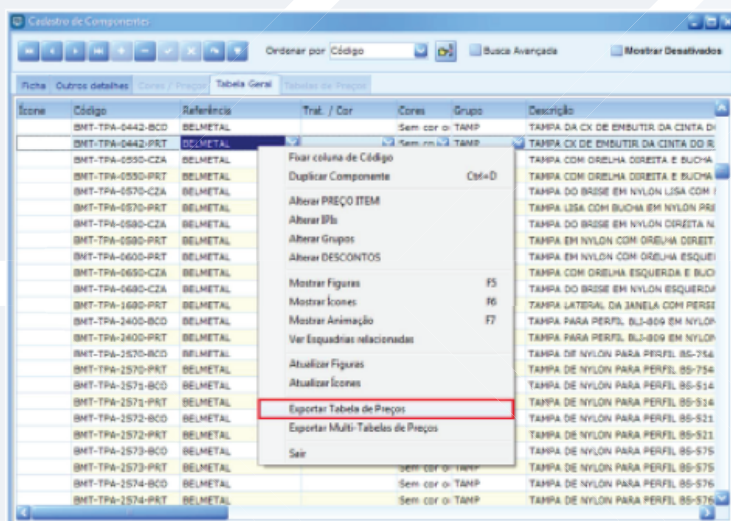 Cadastro de Componentes
Ordenar por Código Busca Avançada Mostrar Desativados
Ficha Outros detalhes Cores / Preços Tabela Geral Tabelas de Preços
Ícone Código Referência Trat. / Cor Cores Grupo Descrição
BMT-TPA-0442-BCD BELMETAL Sem cor o TAMP TAMPA DA CX DE EMBUTIR DA CINTA D
BMT-TPA-0442-PRT BELMETAL Sem co TAMP TAMPA CX DE EMBUTIR DA CINTA DO R
BMT-TPA-0550-CZA BELMETAL TAMPA COM ORELHA DIREITA E BUCHA
BMT-TPA-0550-PRT BELMETAL TAMPA COM ORELHA DIREITA E BUCHA
BMT-TPA-0570-CZA BELMETAL TAMPA DO BRISE EM NYLON LISA COM
BMT-TPA-0570-PRT BELMETAL TAMPA LISA COM BUCHA EM NYLON PR
BMT-TPA-0580-CZA BELMETAL TAMPA DO BRISE EM NYLON DIREITA N
BMT-TPA-0580-PRT BELMETAL TAMPA EM NYLON COM ORELHA DIREIT
BMT-TPA-0600-PRT BELMETAL TAMPA EM NYLON COM ORELHA ESQUE
BMT-TPA-0650-CZA BELMETAL TAMPA COM ORELHA ESQUERDA E BUC
BMT-TPA-0680-CZA BELMETAL TAMPA DO BRISE EM NYLON ESQUERD
BMT-TPA-1680-PRT BELMETAL TAMPA LATERAL DA JANELA COM PERSI
BMT-TPA-2400-BCO BELMETAL TAMPA PARA PERFIL BLI-809 EM NYLO
BMT-TPA-2400-PRT BELMETAL TAMPA PARA PERFIL BLI-809 EM NYLO
BMT-TPA-2570-BCO BELMETAL TAMPA DE NYLON PARA PERFIL BS-754
BMT-TPA-2570-PRT BELMETAL TAMPA DE NYLON PARA PERFIL BS-754
BMT-TPA-2571-BCO BELMETAL TAMPA DE NYLON PARA PERFIL BS-514
BMT-TPA-2571-PRT BELMETAL TAMPA DE NYLON PARA PERFIL BS-514
BMT-TPA-2572-BCO BELMETAL TAMPA DE NYLON PARA PERFIL BS-521
BMT-TPA-2572-PRT BELMETAL TAMPA DE NYLON PARA PERFIL BS-521
BMT-TPA-2573-BCO BELMETAL TAMPA DE NYLON PARA PERFIL BS-575
BMT-TPA-2573-PRT BELMETAL Sem cor o TAMP TAMPA DE NYLON PARA PERFIL BS-575
BMT-TPA-2574-BCO BELMETAL Sem cor o TAMP TAMPA DE NYLON PARA PERFIL BS-576
BMT-TPA-2574-PRT BELMETAL Sem cor o TAMP TAMPA DE NYLON PARA PERFIL BS-576
Fixar coluna de Código
Duplicar Componente Ctrl+D
Alterar PREÇO ITEM
Alterar IPIs
Alterar Grupos
Alterar DESCONTOS
Mostrar Figuras F5
Mostrar Ícones F6
Mostrar Animação F7
Ver Esquadrias relacionadas
Atualizar Figuras
Atualizar Ícones
Exportar Tabela de Preços
Exportar Multi-Tabelas de Preços
Sair